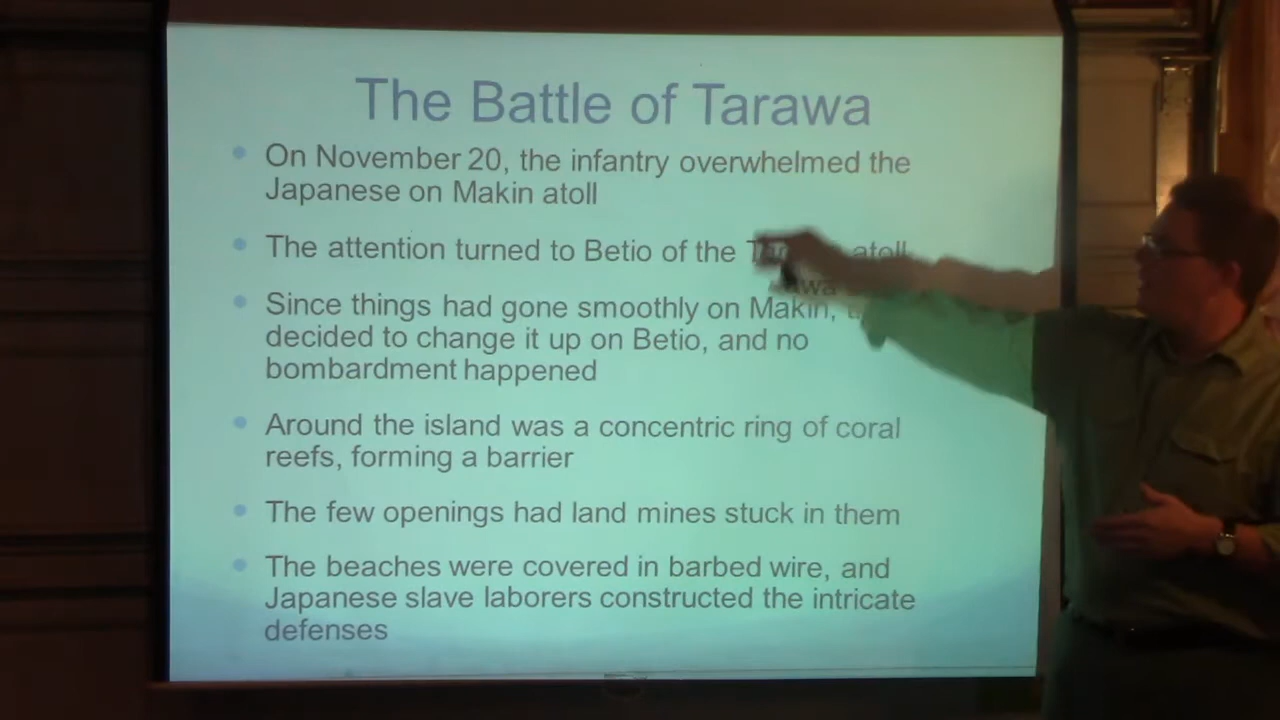 The Battle of Tarawa
On November 20, the infantry overwhelmed the
Japanese on Makin atoll
The attention turned to Betio of the atoll
Since things had gone smoothly on Makin,
decided to change it up on Betio, and no
bombardment happened
Around the island was a concentric ring of coral
reefs, forming a barrier
The few openings had land mines stuck in them
The beaches were covered in barbed wire, and
Japanese slave laborers constructed the intricate
defenses